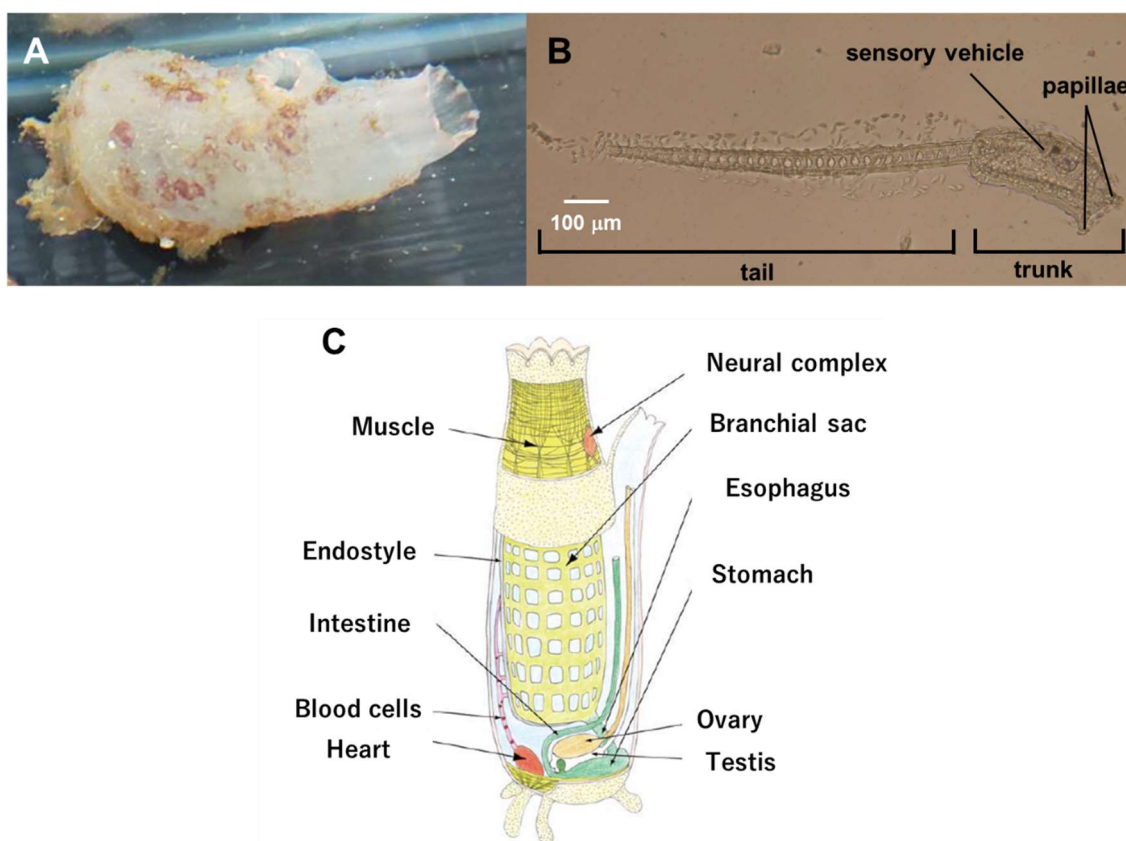 A
B
sensory vehicle
papillae
100 μm
tail
trunk
C
Neural complex
Muscle
Branchial sac
Esophagus
Endostyle
Stomach
Intestine
Blood cells
Ovary
Heart
Testis